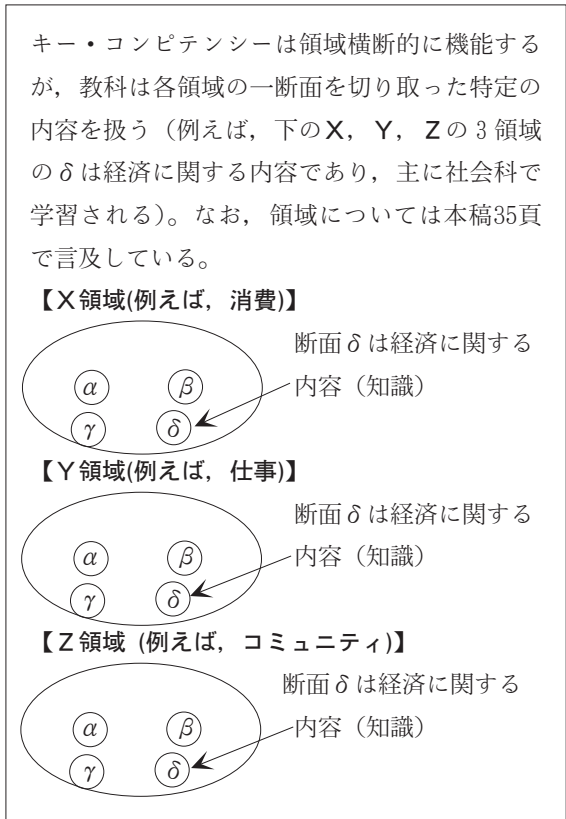 キー・コンピテンシーは領域横断的に機能する
が，教科は各領域の一断面を切り取った特定の
内容を扱う（例えば，下のX，Y，Zの3領域
のδは経済に関する内容であり，主に社会科で
学習される）。なお，領域については本稿35頁
で言及している。
【X領域(例えば，消費)】
断面δは経済に関する
内容（知識）
α β
γ δ
【Y領域(例えば，仕事)】
断面δは経済に関する
内容（知識）
α β
γ δ
【Z領域 (例えば，コミュニティ)】
断面δは経済に関する
内容（知識）
α β
γ δ